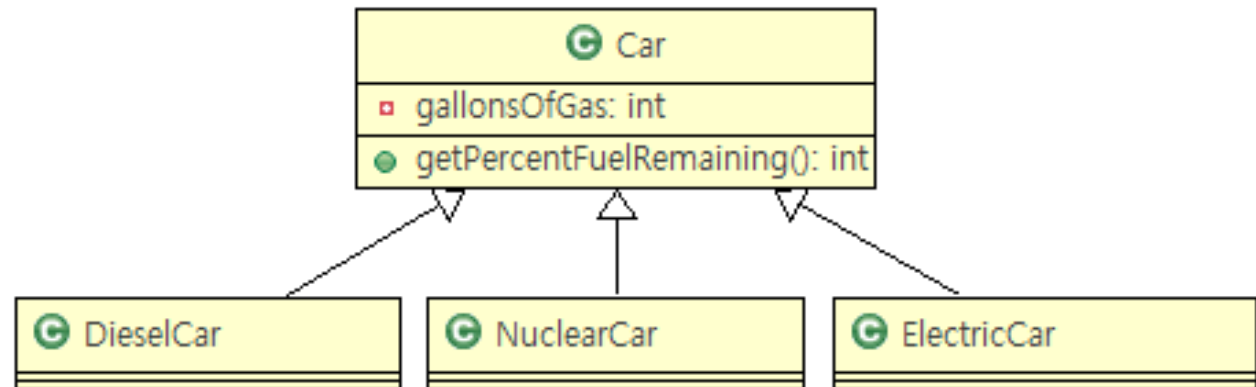 C Car
gallonsOfGas: int
getPercentFuelRemaining(): int
C DieselCar
C NuclearCar
C ElectricCar